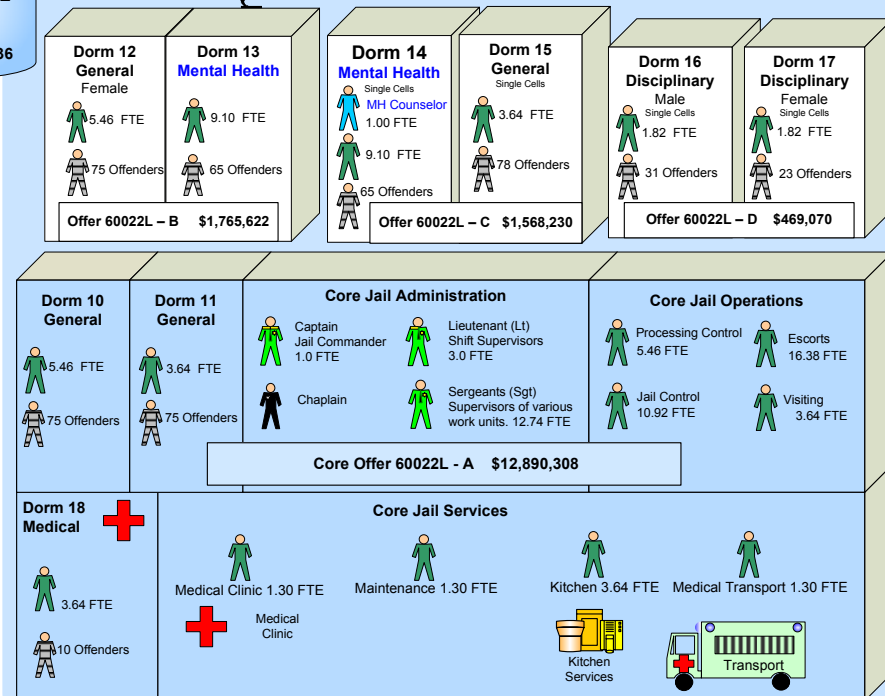 36
Dorm 12
General
Female
5.46 FTE
75 Offenders
Dorm 13
Mental Health
9.10 FTE
65 Offenders
Offer 60022L – B $1,765,622
Dorm 14
Mental Health
Single Cells
MH Counselor
1.00 FTE
9.10 FTE
65 Offenders
Dorm 15
General
Single Cells
3.64 FTE
78 Offenders
Offer 60022L – C $1,568,230
Dorm 16
Disciplinary
Male
Single Cells
1.82 FTE
31 Offenders
Dorm 17
Disciplinary
Female
Single Cells
1.82 FTE
23 Offenders
Offer 60022L – D $469,070
Dorm 10
General
5.46 FTE
75 Offenders
Dorm 11
General
3.64 FTE
75 Offenders
Core Jail Administration
Captain
Jail Commander
1.0 FTE
Lieutenant (Lt)
Shift Supervisors
3.0 FTE
Chaplain
Sergeants (Sgt)
Supervisors of various
work units. 12.74 FTE
Core Jail Operations
Processing Control
5.46 FTE
Escorts
16.38 FTE
Jail Control
10.92 FTE
Visiting
3.64 FTE
Core Offer 60022L - A $12,890,308
Dorm 18
Medical
3.64 FTE
10 Offenders
Core Jail Services
Medical Clinic 1.30 FTE
Maintenance 1.30 FTE
Kitchen 3.64 FTE
Medical Transport 1.30 FTE
Medical
Clinic
Kitchen
Services
Transport